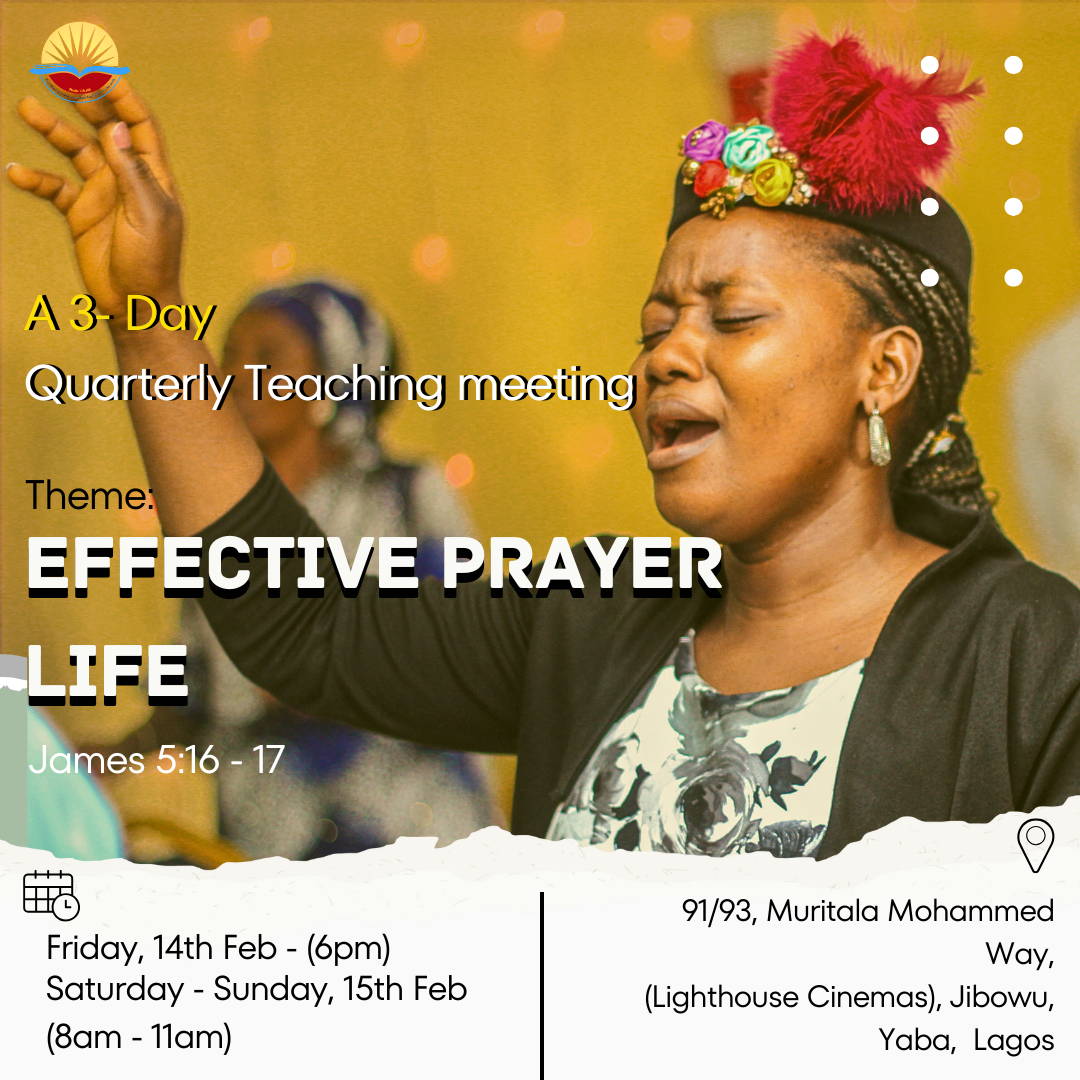 A 3- Day
Quarterly Teaching meeting
Theme:
EFFECTIVE PRAYER
LIFE
James 5:16 - 17
Friday, 14th Feb - (6pm)
Saturday - Sunday, 15th Feb
(8am - 11am)
91/93, Muritala Mohammed
Way,
(Lighthouse Cinemas), Jibowu,
Yaba, Lagos